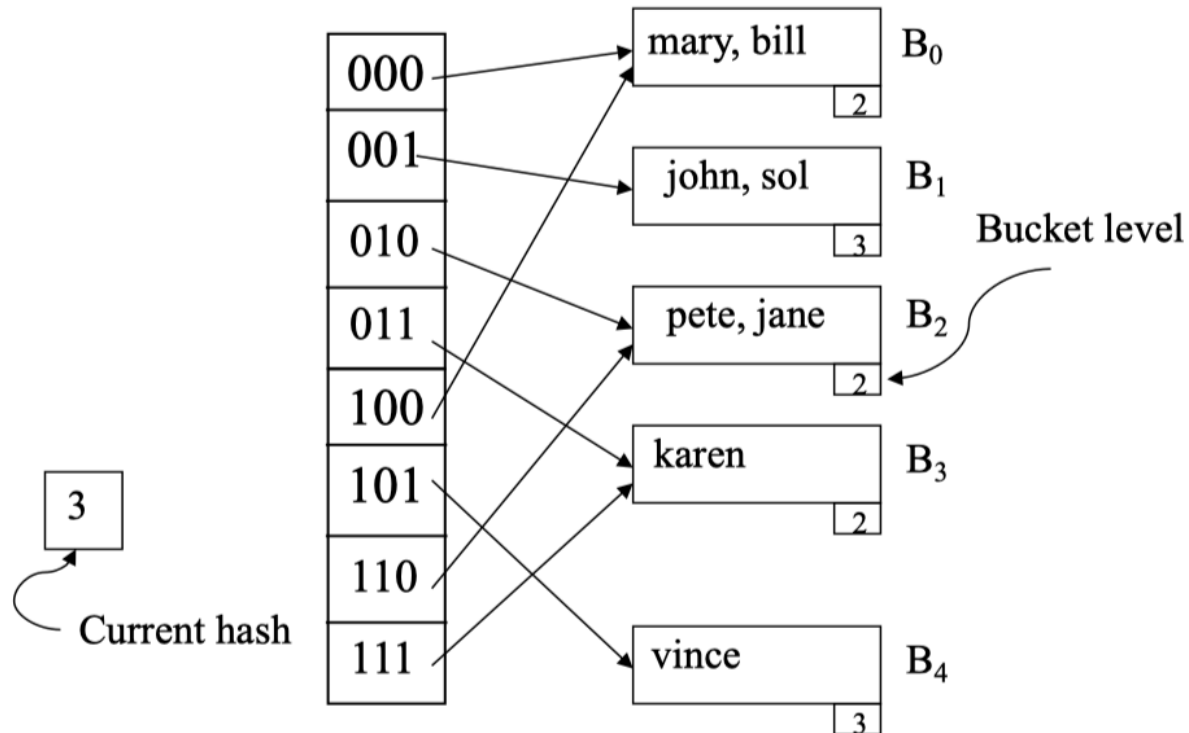 000
001
010
011
100
101
110
111
mary, bill
B0
2
john, sol
B1
3
Bucket level
pete, jane
B2
2
karen
B3
2
vince
B4
3
3
Current hash